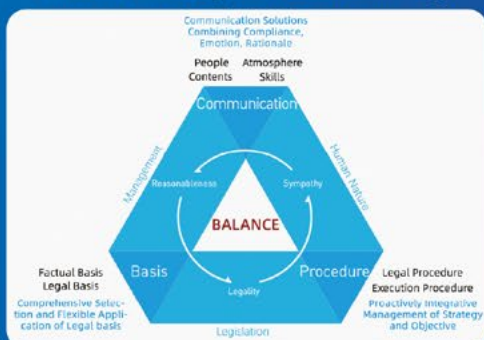 Communication Solutions
Combining Compliance,
Emotion, Rationale
People Atmosphere
Contents Skills
Communication
Management
Human Nature
Reasonableness
Sympathy
BALANCE
Factual Basis
Legal Basis
Basis
Procedure
Legal Procedure
Execution Procedure
Comprehensive Selec-
tion and Flexible Appli-
cation of Legal basis
Legality
Proactively Integrative
Management of Strategy
and Objective
Legislation